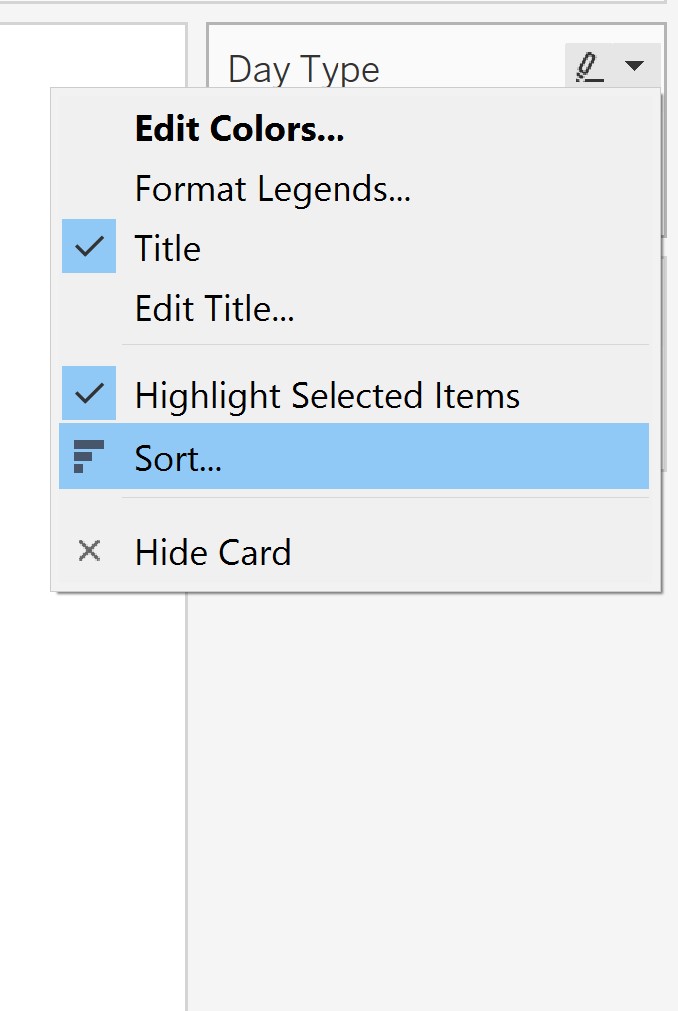 Day Type
Edit Colors...
Format Legends...
Title
Edit Title...
Highlight Selected Items
Sort...
Hide Card